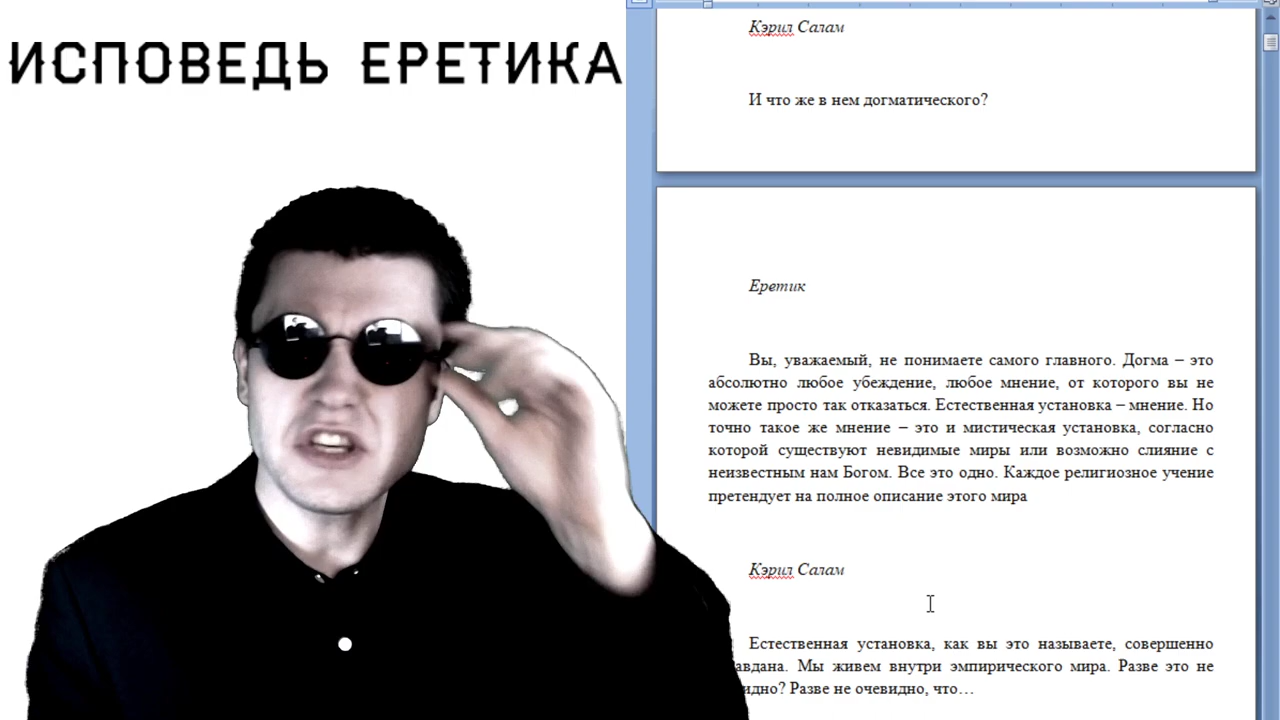 ИСПОВЕДЬ ЕРЕТИКА
Кэрил Салам
И что же в нем догматического?
Еретик
Вы, уважаемый, не понимаете самого главного. Догма – это
абсолютно любое убеждение, любое мнение, от которого вы не
можете просто так отказаться. Естественная установка – мнение. Но
точно такое же мнение – это и мистическая установка, согласно
которой существуют невидимые миры или возможно слияние с
неизвестным нам Богом. Все это одно. Каждое религиозное учение
претендует на полное описание этого мира
Кэрил Салам
Естественная установка, как вы это называете, совершенно
авдана. Мы живем внутри эмпирического мира. Разве это не
идно? Разве не очевидно, что…